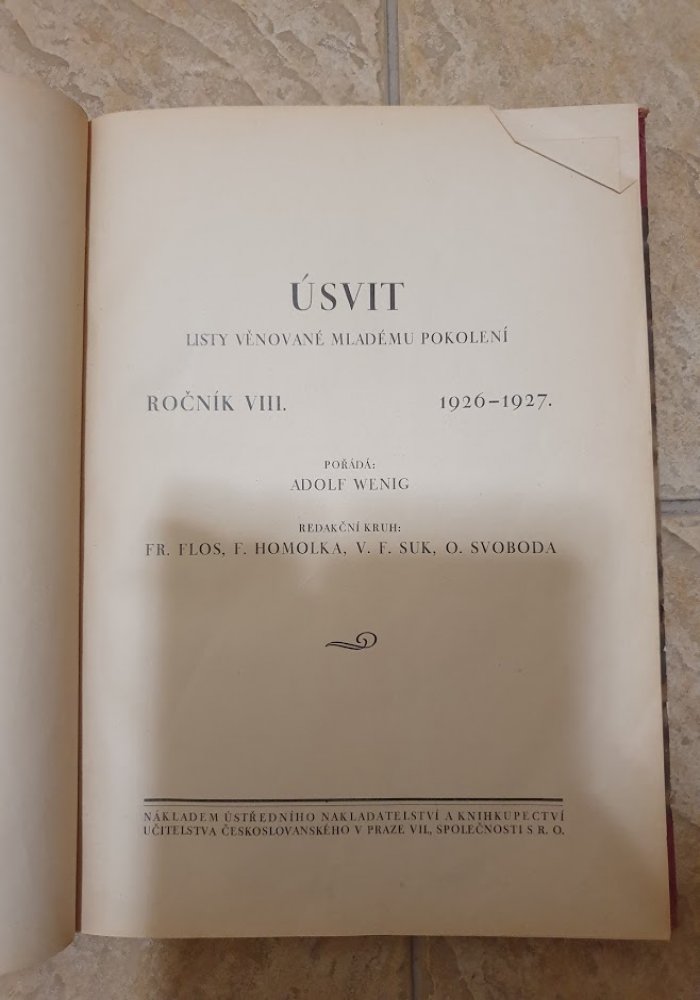 ÚSVIT
LISTY VĚNOVANÉ MLADÉMU POKOLENÍ
ROČNÍK VIII. 1926–1927.
POŘÁDÁ:
ADOLF WENIG
REDAKČNÍ KRUH:
FR. FLOS, F. HOMOLKA, V. F. SUK, O. SVOBODA
NÁKLADEM ÚSTŘEDNÍHO NAKLADATELSTVÍ A KNIHKUPECTVÍ
UČITELSTVA ČESKOSLOVANSKÉHO V PRAZE VII, SPOLEČNOSTI S R. O.